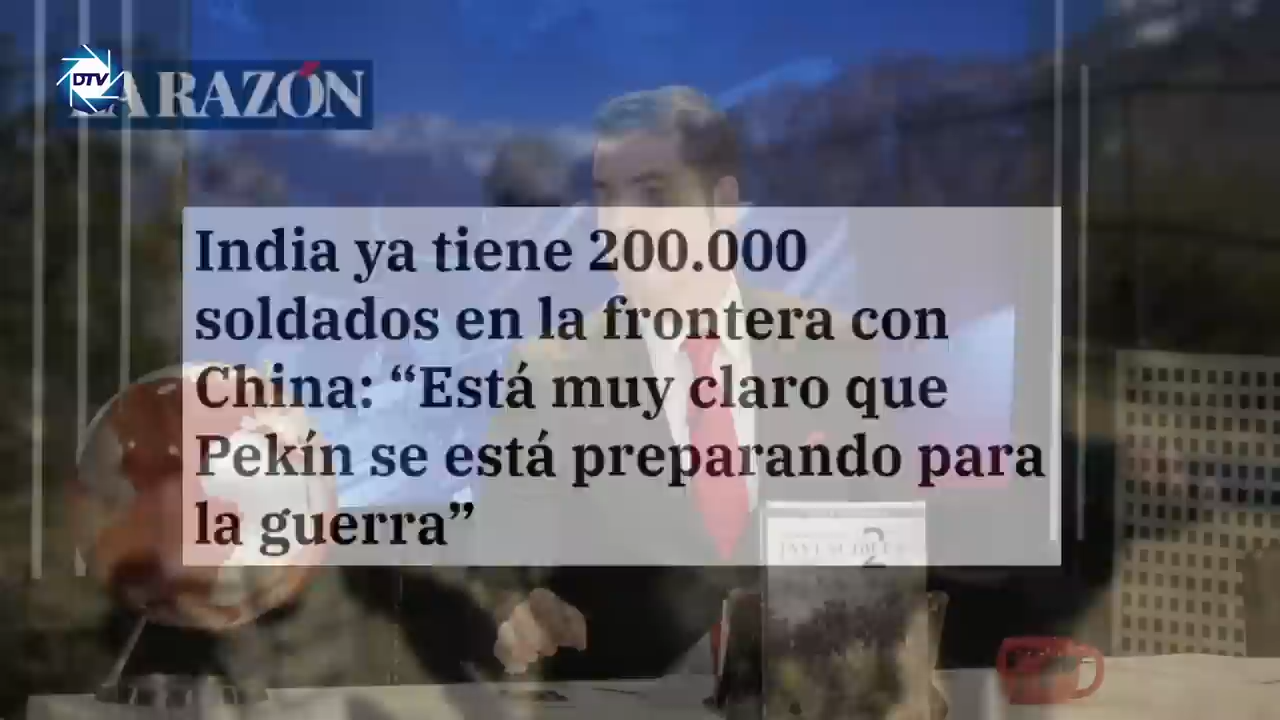 DTV
LA RAZÓN
India ya tiene 200.000
soldados en la frontera con
China: “Está muy claro que
Pekín se está preparando para
la guerra”
2